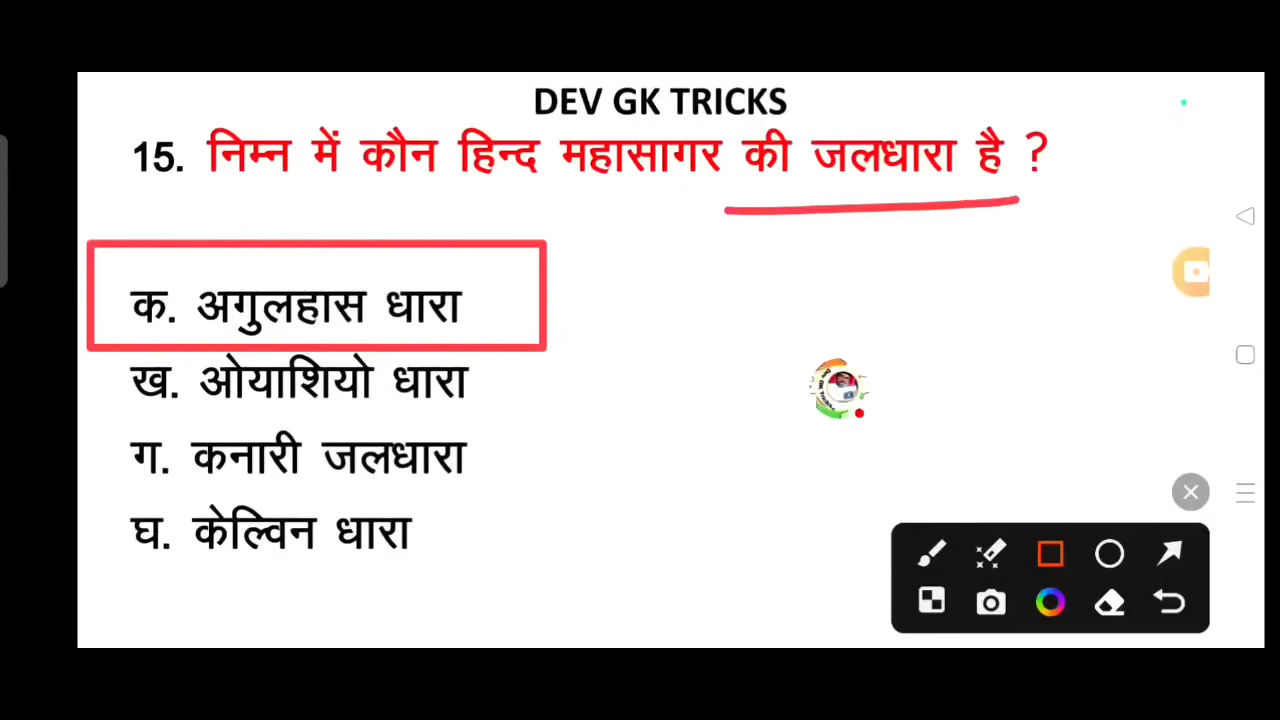 DEV GK TRICKS
15. निम्न में कौन हिन्द महासागर की जलधारा है ?
क. अगुलहास धारा
ख. ओयाशियो धारा
ग. कनारी जलधारा
घ. केल्विन धारा